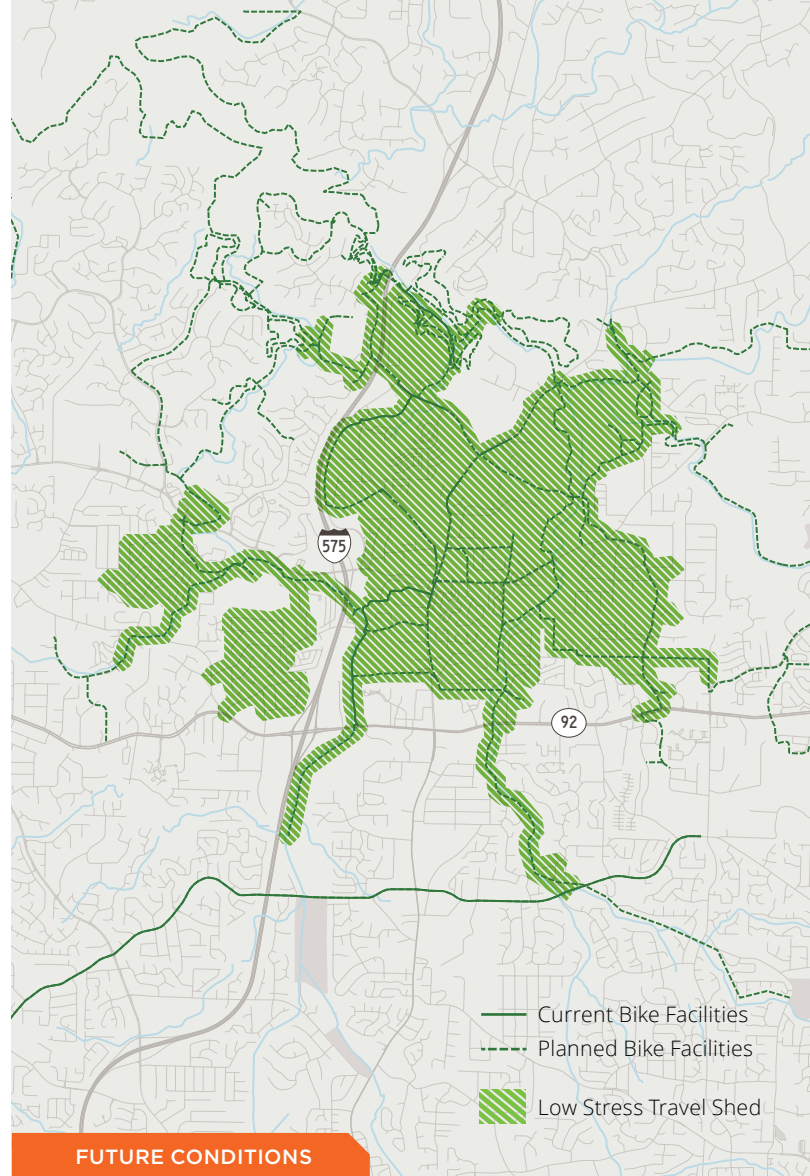 575
92
Current Bike Facilities
Planned Bike Facilities
Low Stress Travel Shed
FUTURE CONDITIONS